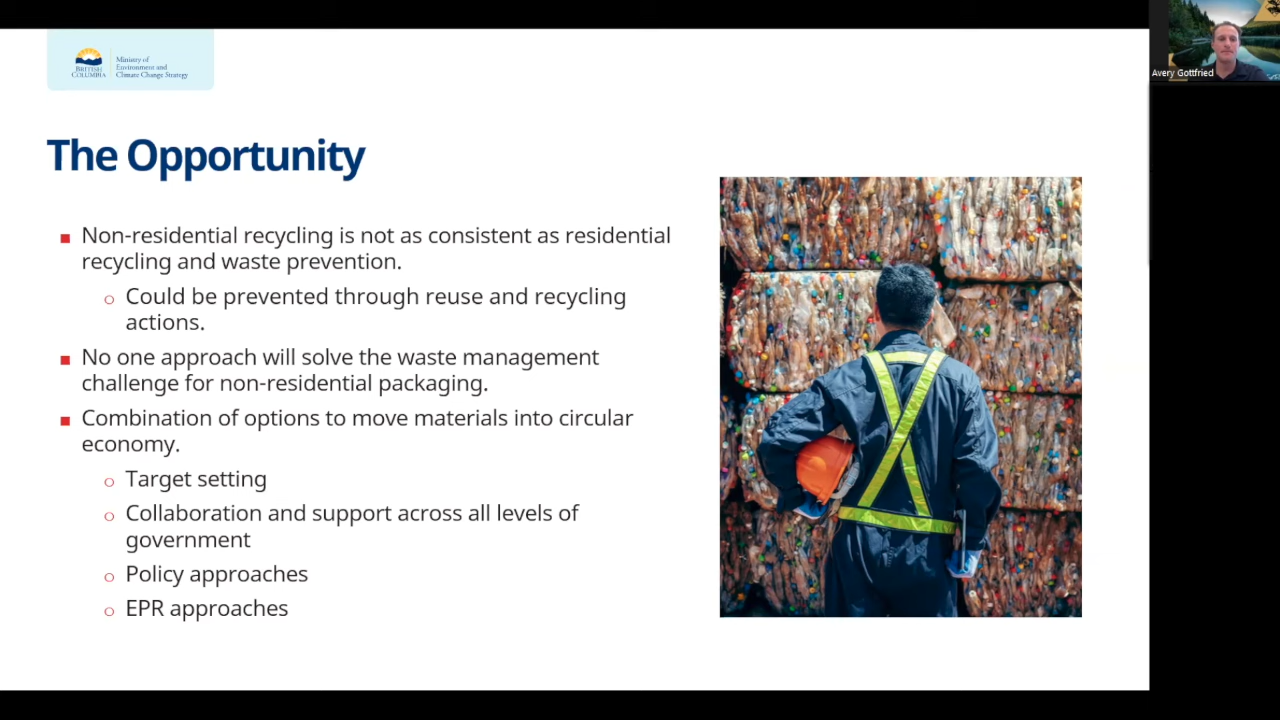 BRITISH
COLUMBIA
Ministry of
Environment and
Climate Change Strategy
Avery Gottfried
The Opportunity
Non-residential recycling is not as consistent as residential
recycling and waste prevention.
Could be prevented through reuse and recycling
actions.
No one approach will solve the waste management
challenge for non-residential packaging.
Combination of options to move materials into circular
economy.
Target setting
Collaboration and support across all levels of
government
Policy approaches
EPR approaches